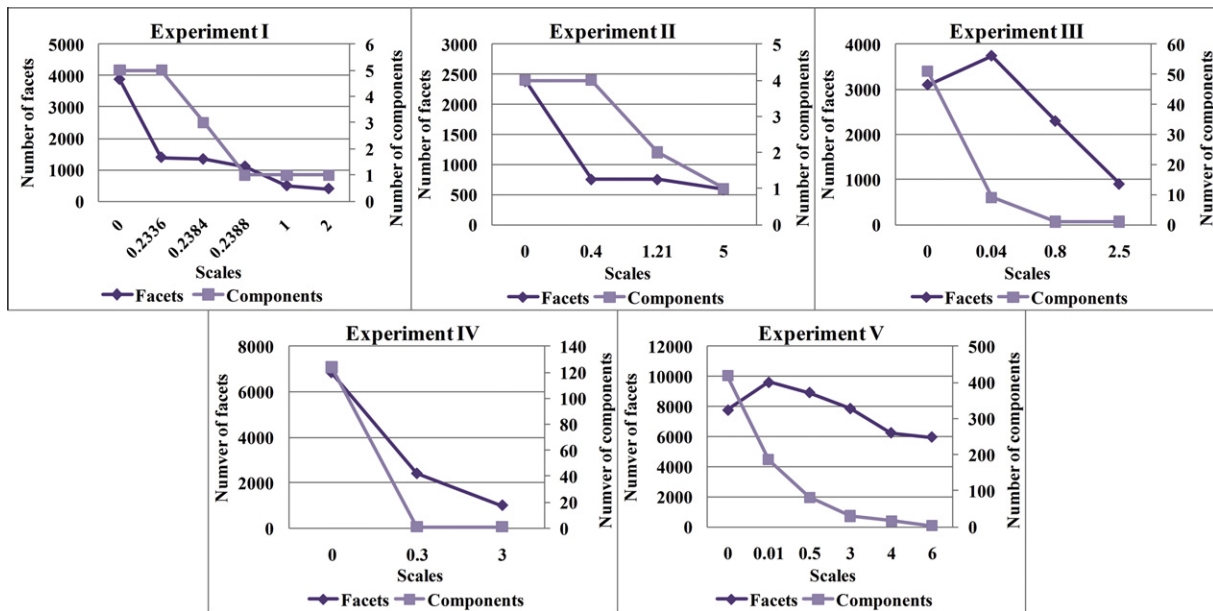 Experiment I
Number of facets
5000
4000
3000
2000
1000
0
6
5
4
3
2
1
0
Number of components
0
0.2336
0.2384
0.2388
1
2
Scales
Facets
Components
Experiment II
Number of facets
3000
2500
2000
1500
1000
500
0
5
4
3
2
1
0
Number of components
0
0.4
1.21
5
Scales
Facets
Components
Experiment III
Number of facets
4000
3000
2000
1000
0
60
50
40
30
20
10
0
Numver of components
0
0.04
0.8
2.5
Scales
Facets
Components
Experiment IV
Numver of facets
8000
6000
4000
2000
0
140
120
100
80
60
40
20
0
Numver of components
0
0.3
3
Scales
Facets
Components
Experiment V
Number of facets
12000
10000
8000
6000
4000
2000
0
500
400
300
200
100
0
Number of components
0
0.01
0.5
3
4
6
Scales
Facets
Components